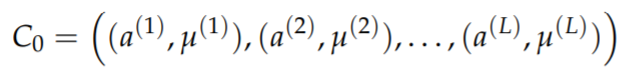 C₀ = ((a⁽¹⁾, μ⁽¹⁾), (a⁽²⁾, μ⁽²⁾), …, (a⁽ᴸ⁾, μ⁽ᴸ⁾))